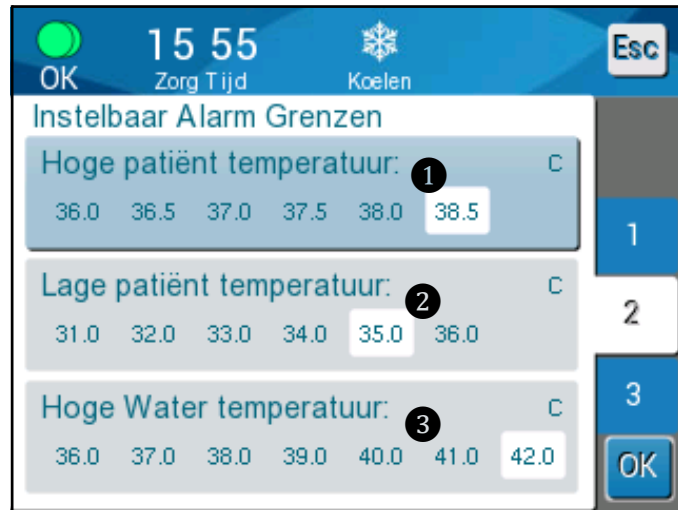 15 55
Esc
OK Zorg Tijd Koelen
Instelbaar Alarm Grenzen
Hoge patiënt temperatuur: ❶ C
36.0 36.5 37.0 37.5 38.0 38.5
1
Lage patiënt temperatuur: ❷ C
31.0 32.0 33.0 34.0 35.0 36.0
2
Hoge Water temperatuur: ❸ C
36.0 37.0 38.0 39.0 40.0 41.0 42.0
3
OK